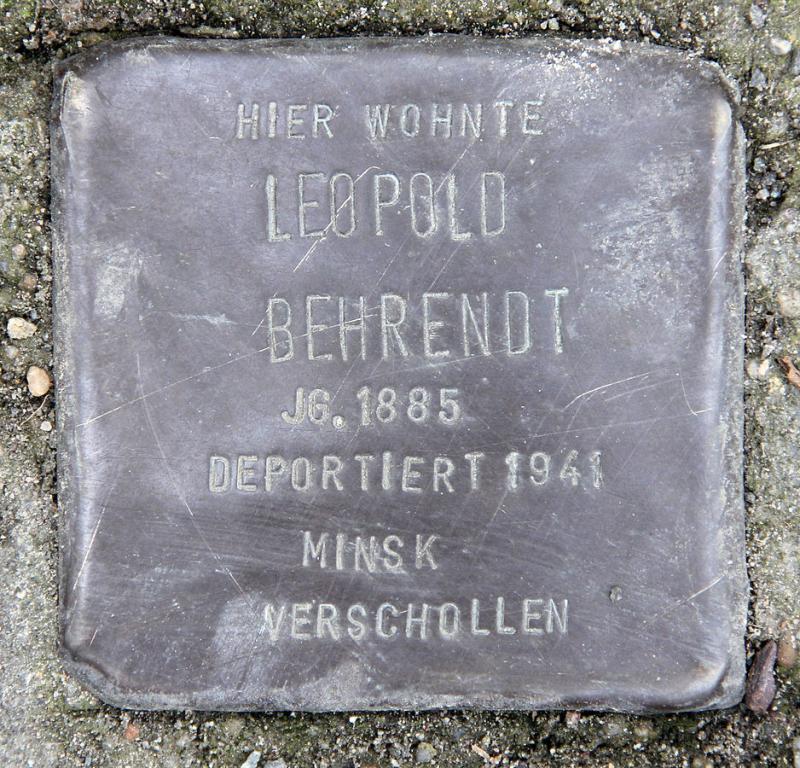 HIER WOHNTE
LEOPOLD
BEHRENDT
JG. 1885
DEPORTIERT 1941
MINSK
VERSCHOLLEN